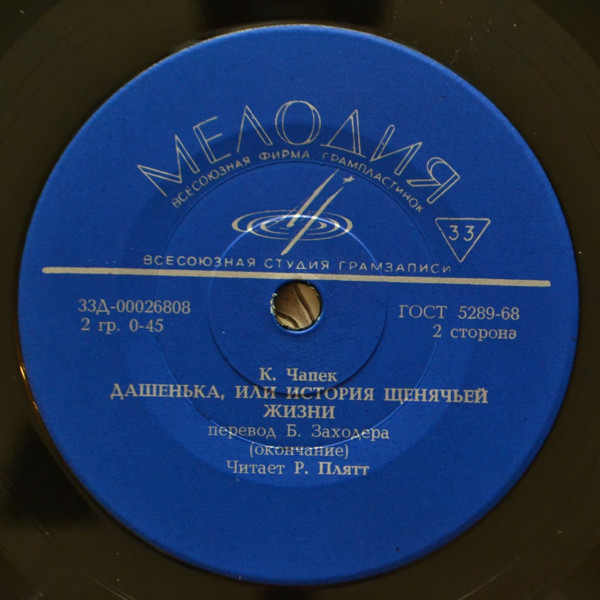 МЕЛОДИЯ
ВСЕСОЮЗНАЯ ФИРМА ГРАМПЛАСТИНОК
33
ВСЕСОЮЗНАЯ СТУДИЯ ГРАМЗАПИСИ
33Д-00026808
2 гр. 0-45
ГОСТ 5289-68
2 сторона
К. Чапек
ДАШЕНЬКА, ИЛИ ИСТОРИЯ ЩЕНЯЧЬЕЙ
ЖИЗНИ
перевод Б. Заходера
(окончание)
Читает Р. Плятт